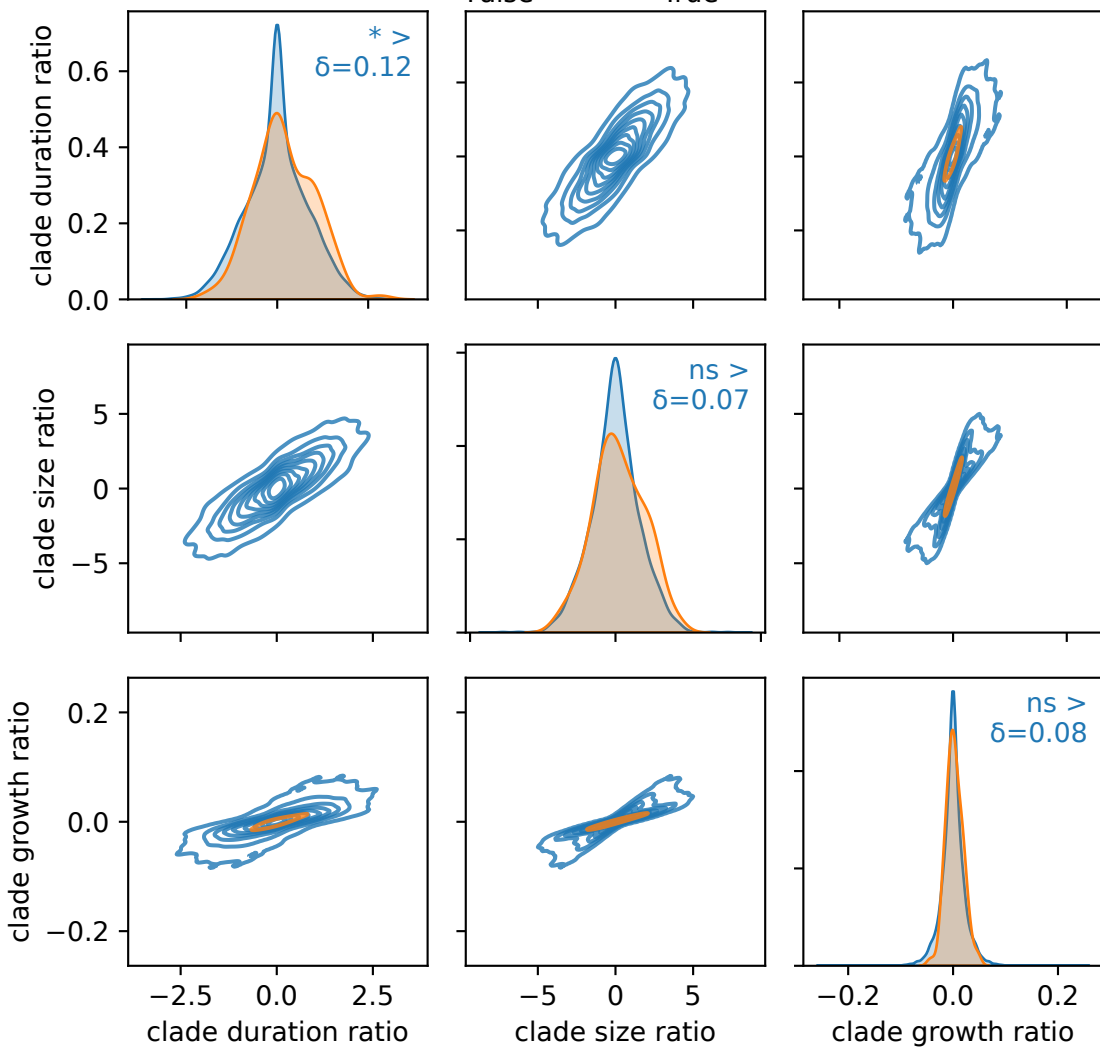 clade duration ratio
0.6
0.4
0.2
0.0
* >
δ=0.12
clade size ratio
5
0
−5
ns >
δ=0.07
clade growth ratio
0.2
0.0
−0.2
ns >
δ=0.08
−2.5 0.0 2.5
−5 0 5
−0.2 0.0 0.2
clade duration ratio
clade size ratio
clade growth ratio